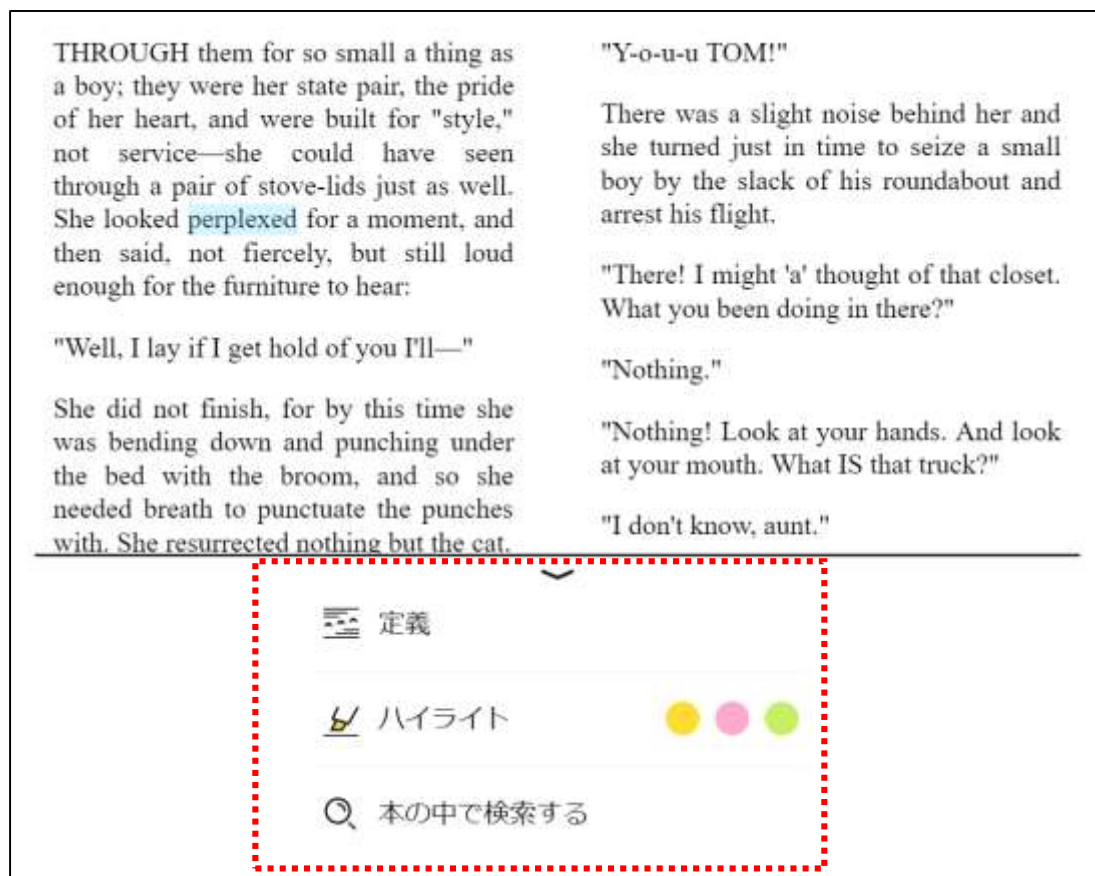 THROUGH them for so small a thing as
a boy; they were her state pair, the pride
of her heart, and were built for "style,"
not service—she could have seen
through a pair of stove-lids just as well.
She looked perplexed for a moment, and
then said, not fiercely, but still loud
enough for the furniture to hear:
"Well, I lay if I get hold of you I'll—"
She did not finish, for by this time she
was bending down and punching under
the bed with the broom, and so she
needed breath to punctuate the punches
with. She resurrected nothing but the cat.
"Y-o-u-u TOM!"
There was a slight noise behind her and
she turned just in time to seize a small
boy by the slack of his roundabout and
arrest his flight.
"There! I might 'a' thought of that closet.
What you been doing in there?"
"Nothing."
"Nothing! Look at your hands. And look
at your mouth. What IS that truck?"
"I don't know, aunt."
定義
ハイライト
本の中で検索する